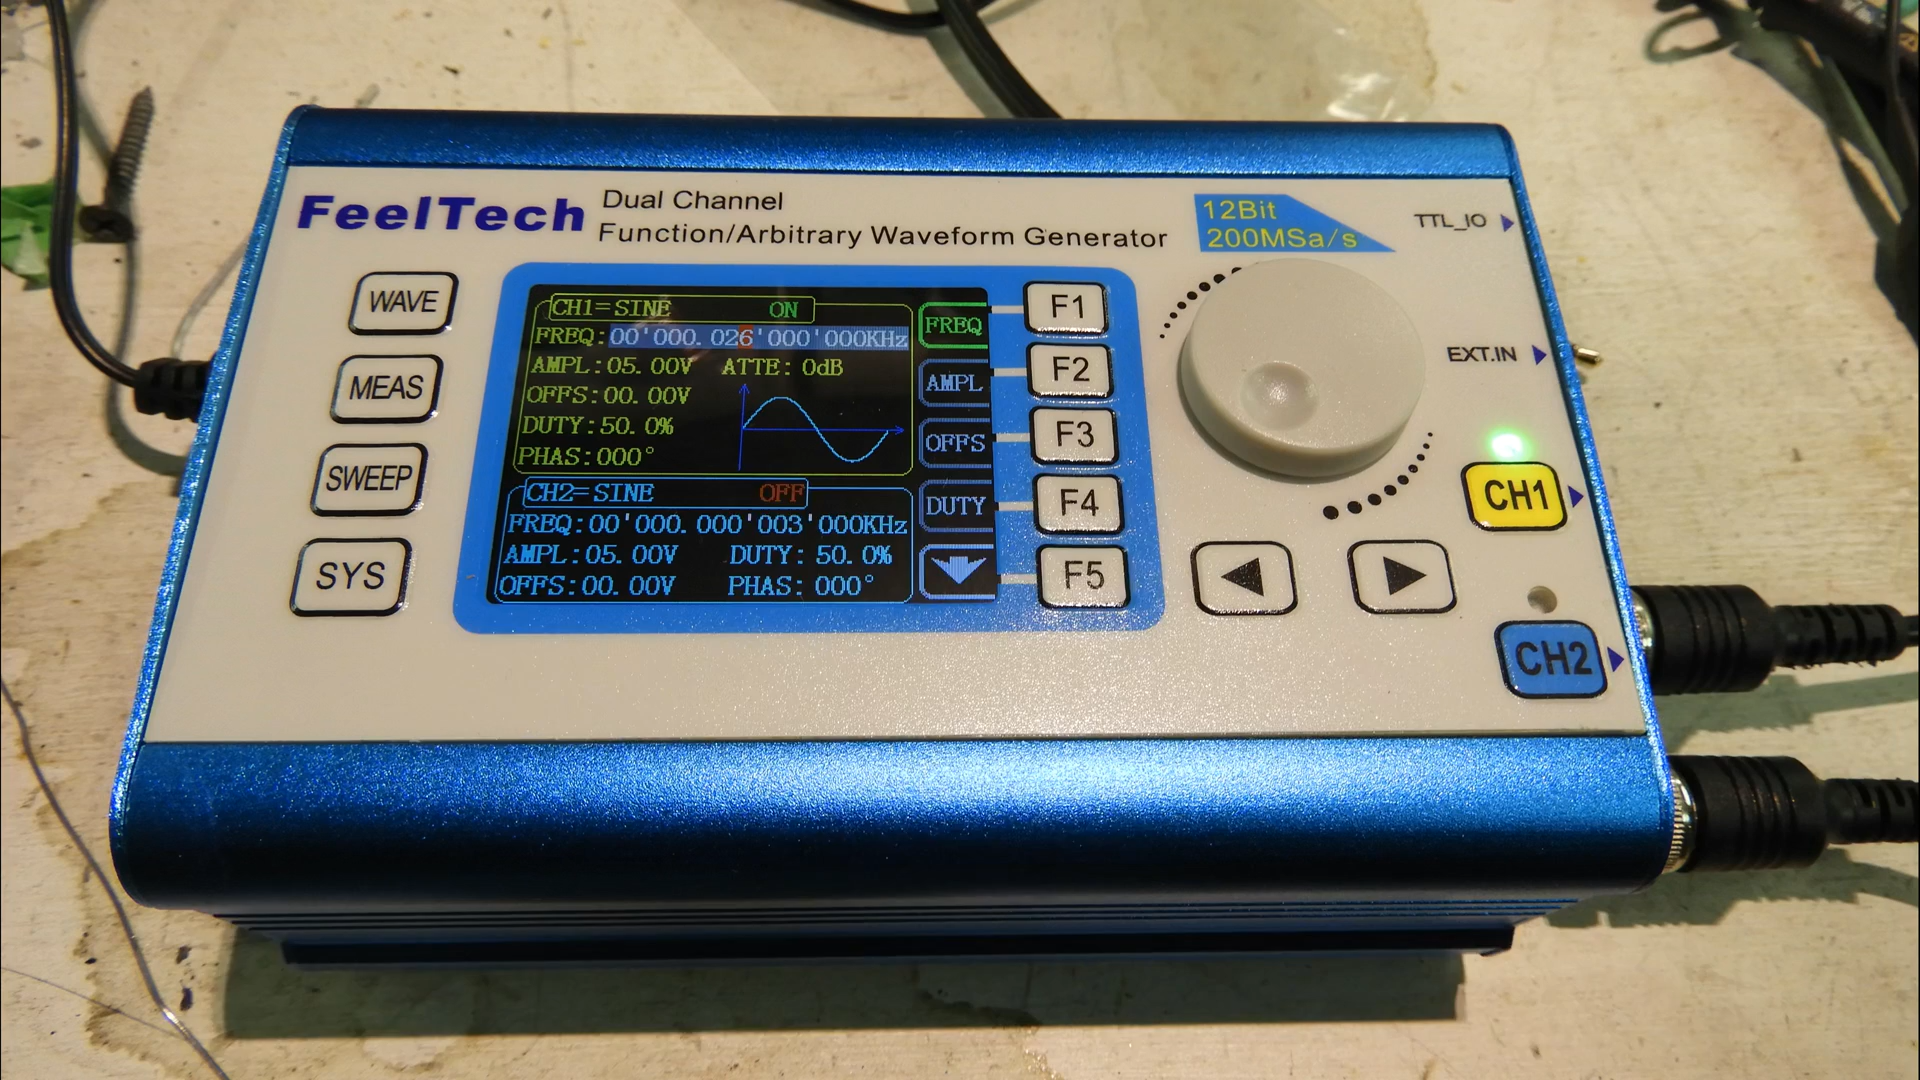 FeelTech
Dual Channel
Function/Arbitrary Waveform Generator
12Bit
200MSa/s
TTL_IO
WAVE
MEAS
SWEEP
SYS
CH1=SINE ON
FREQ:00'000.026'000'000KHz
AMPL:05.00V ATTE: 0dB
OFFS:00.00V
DUTY:50.0%
PHAS:000°
CH2=SINE OFF
FREQ:00'000.000'003'000KHz
AMPL:05.00V DUTY: 50.0%
OFFS:00.00V PHAS: 000°
FREQ
AMPL
OFFS
DUTY
F1
F2
F3
F4
F5
EXT.IN
CH1
CH2